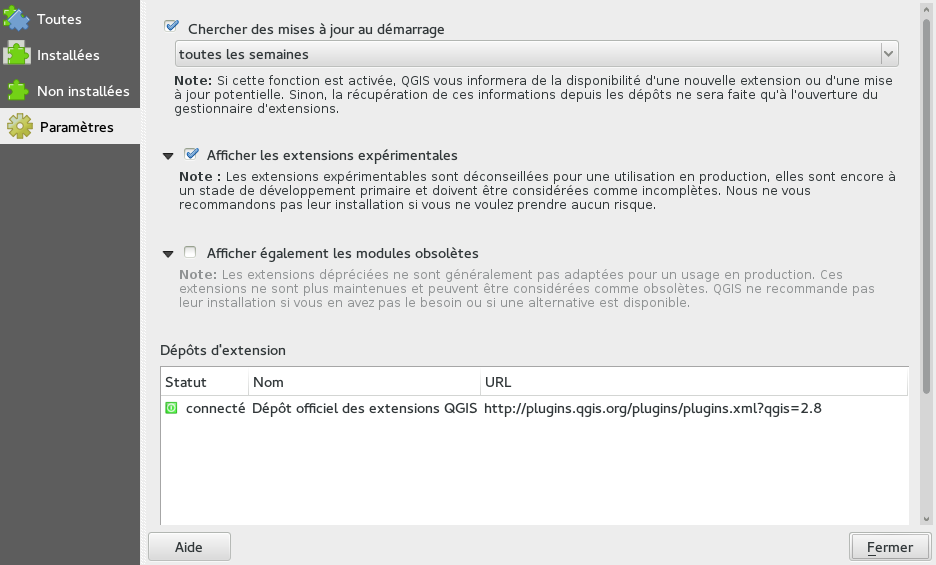 Toutes
Installées
Non installées
Paramètres
Chercher des mises à jour au démarrage
toutes les semaines
Note: Si cette fonction est activée, QGIS vous informera de la disponibilité d'une nouvelle extension ou d'une mise
à jour potentielle. Sinon, la récupération de ces informations depuis les dépôts ne sera faite qu'à l'ouverture du
gestionnaire d'extensions.
Afficher les extensions expérimentales
Note : Les extensions expérimentables sont déconseillées pour une utilisation en production, elles sont encore à
un stade de développement primaire et doivent être considérées comme incomplètes. Nous ne vous
recommandons pas leur installation si vous ne voulez prendre aucun risque.
Afficher également les modules obsolètes
Note: Les extensions dépréciées ne sont généralement pas adaptées pour un usage en production. Ces
extensions ne sont plus maintenues et peuvent être considérées comme obsolètes. QGIS ne recommande pas
leur installation si vous en avez pas le besoin ou si une alternative est disponible.
Dépôts d'extension
Statut Nom URL
connecté Dépôt officiel des extensions QGIS http://plugins.qgis.org/plugins/plugins.xml?qgis=2.8
Aide Fermer